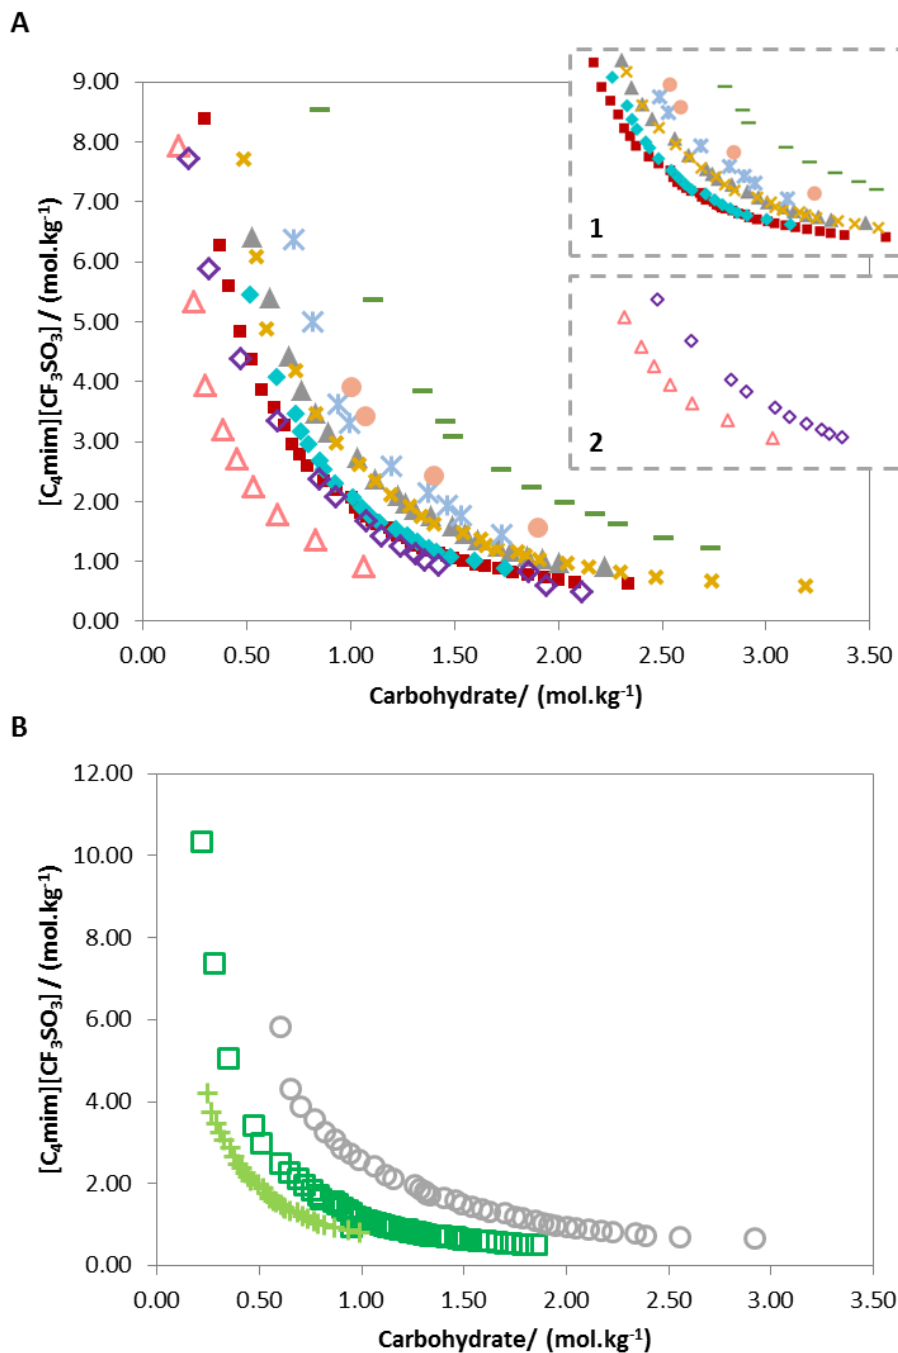 A
9.00
8.00
7.00
6.00
5.00
4.00
3.00
2.00
1.00
0.00
[C₄mim][CF₃SO₃] / (mol.kg⁻¹)
1
2
0.00 0.50 1.00 1.50 2.00 2.50 3.00 3.50
Carbohydrate/ (mol.kg⁻¹)
B
12.00
10.00
8.00
6.00
4.00
2.00
0.00
[C₄mim][CF₃SO₃] / (mol.kg⁻¹)
0.00 0.50 1.00 1.50 2.00 2.50 3.00 3.50
Carbohydrate/ (mol.kg⁻¹)